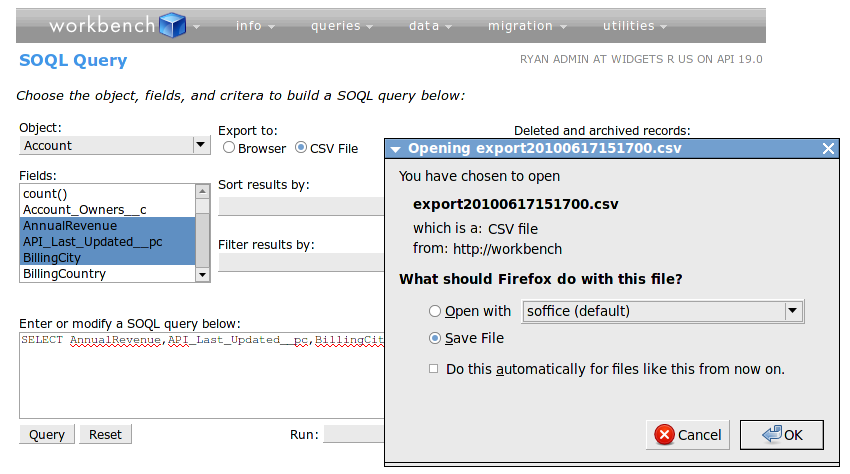 workbench info queries data migration utilities
SOQL Query
RYAN ADMIN AT WIDGETS R US ON API 19.0
Choose the object, fields, and critera to build a SOQL query below:
Object:
Account
Export to:
Browser CSV File
Deleted and archived records:
Fields:
count()
Account_Owners__c
AnnualRevenue
API_Last_Updated__pc
BillingCity
BillingCountry
Sort results by:
Filter results by:
Enter or modify a SOQL query below:
SELECT AnnualRevenue,API_Last_Updated__pc,BillingCit
Query Reset
Run:
Opening export20100617151700.csv
You have chosen to open
export20100617151700.csv
which is a: CSV file
from: http://workbench
What should Firefox do with this file?
Open with soffice (default)
Save File
Do this automatically for files like this from now on.
Cancel OK